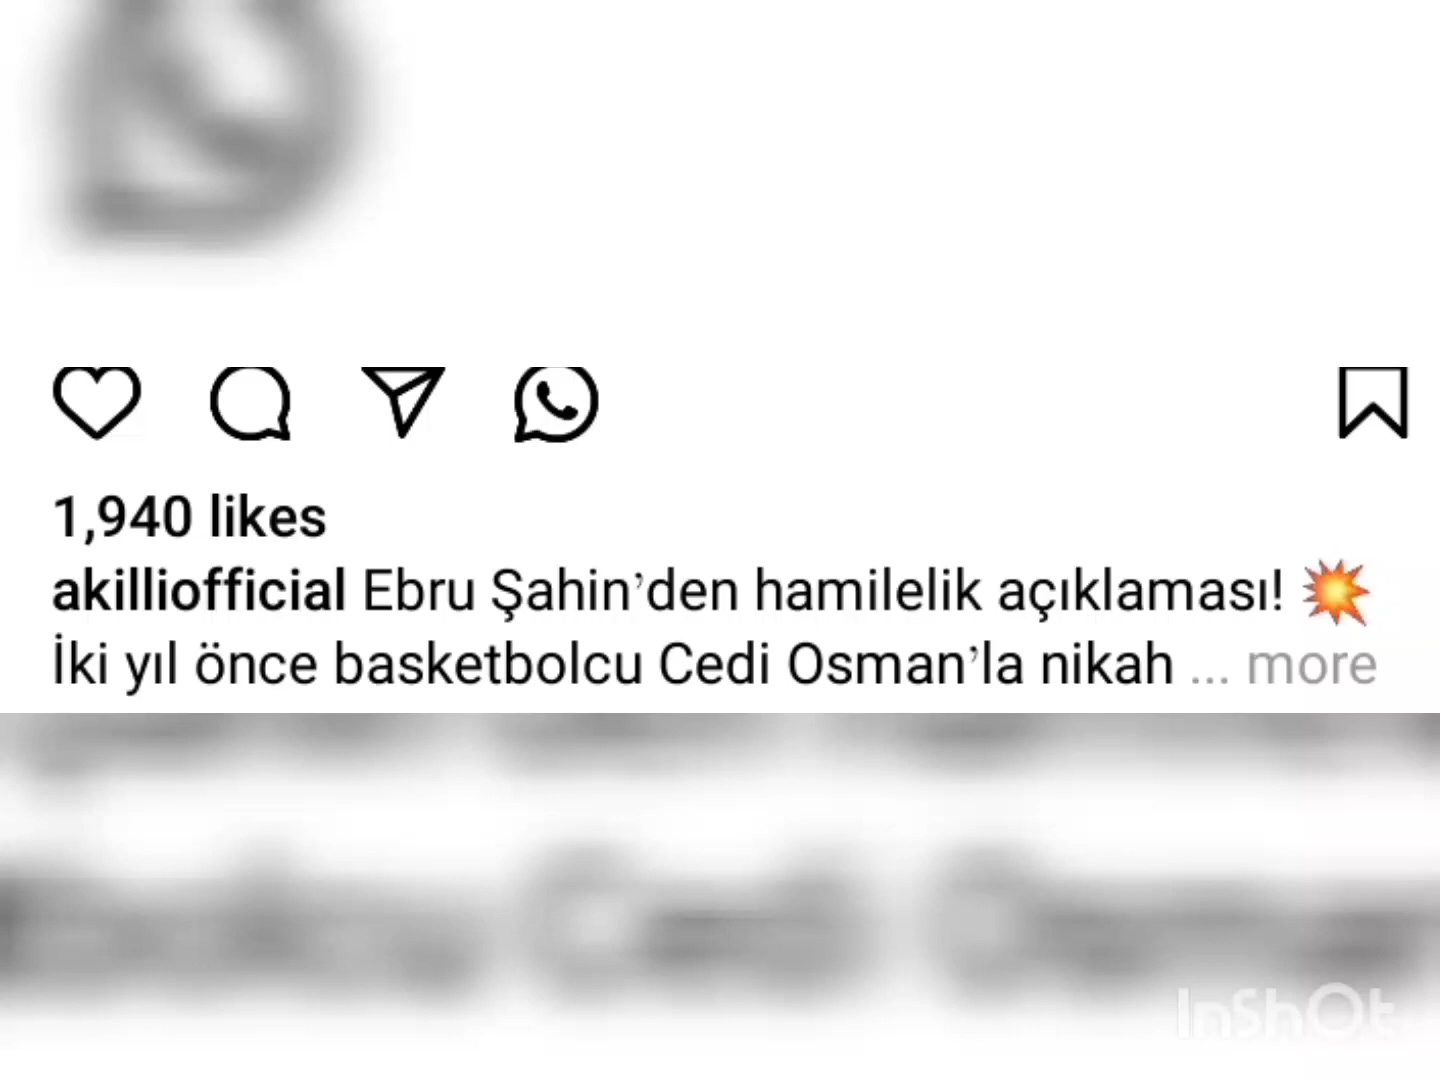 1,940 likes
akilliofficial Ebru Şahin’den hamilelik açıklaması! 💥
İki yıl önce basketbolcu Cedi Osman’la nikah ... more
InShOt